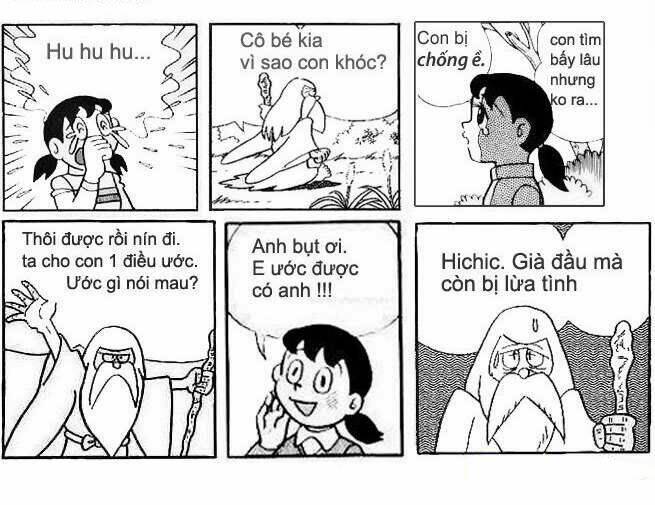 Hu hu hu...
Cô bé kia
vì sao con khóc?
Con bị
chống ề.
con tìm
bấy lâu
nhưng
ko ra...
Thôi được rồi nín đi.
ta cho con 1 điều ước.
Ước gì nói mau?
Anh bụt ơi.
E ước được
có anh !!!
Hichic. Già đầu mà
còn bị lừa tình